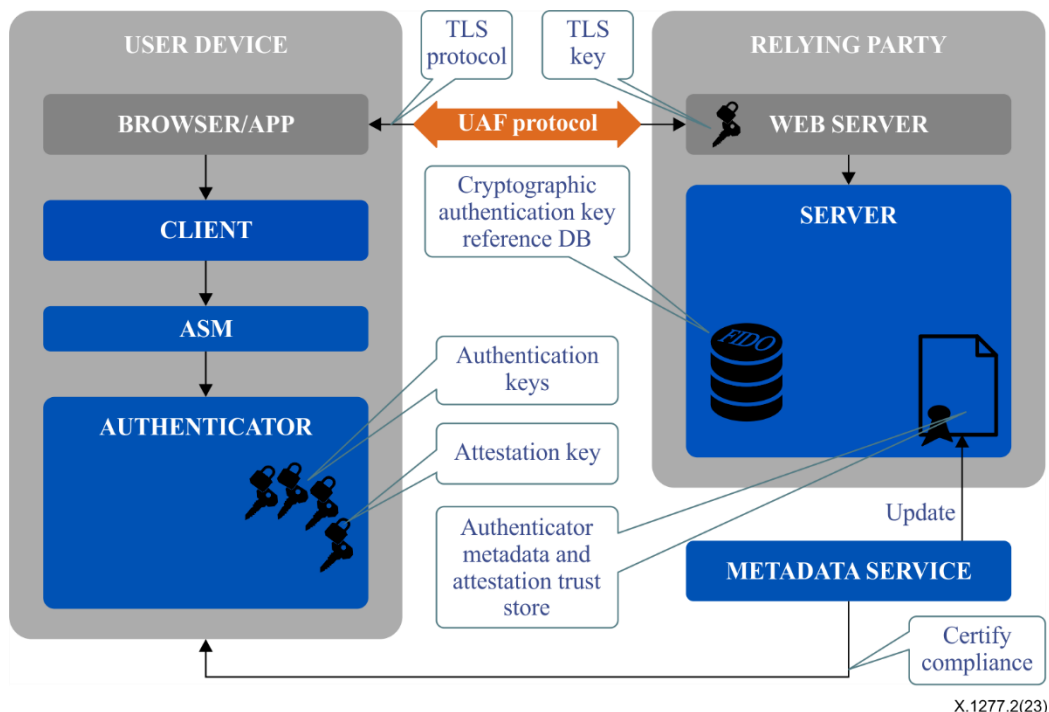 USER DEVICE
TLS
protocol
TLS
key
RELYING PARTY
BROWSER/APP
UAF protocol
WEB SERVER
Cryptographic
authentication key
reference DB
CLIENT
SERVER
ASM
FIDO
Authentication
keys
AUTHENTICATOR
Attestation key
Authenticator
metadata and
attestation trust
store
Update
METADATA SERVICE
Certify
compliance
X.1277.2(23)